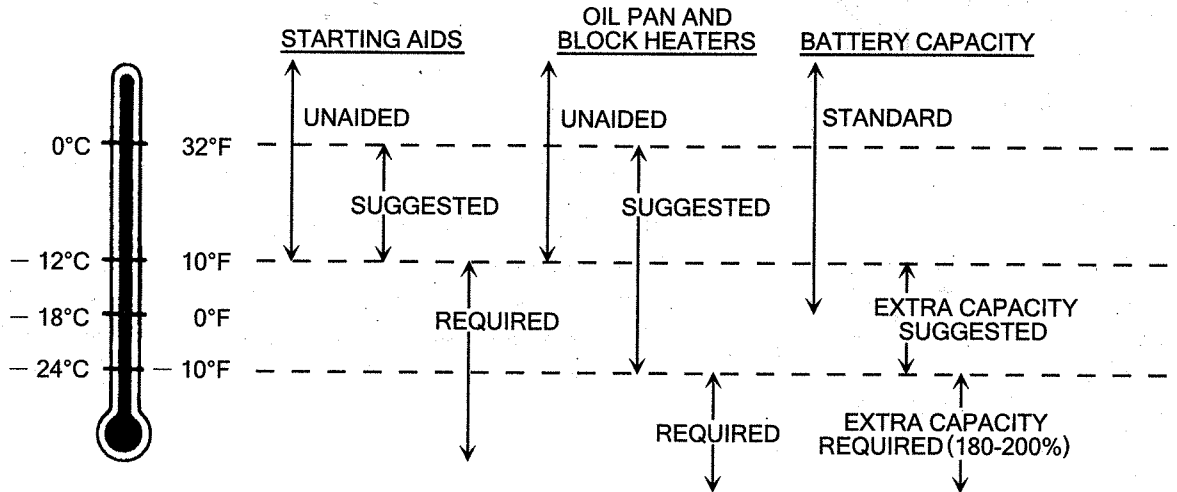 STARTING AIDS
OIL PAN AND
BLOCK HEATERS
BATTERY CAPACITY
UNAIDED
UNAIDED
STANDARD
0°C
32°F
SUGGESTED
SUGGESTED
− 12°C
10°F
− 18°C
0°F
REQUIRED
EXTRA CAPACITY
SUGGESTED
− 24°C
− 10°F
REQUIRED
EXTRA CAPACITY
REQUIRED (180-200%)